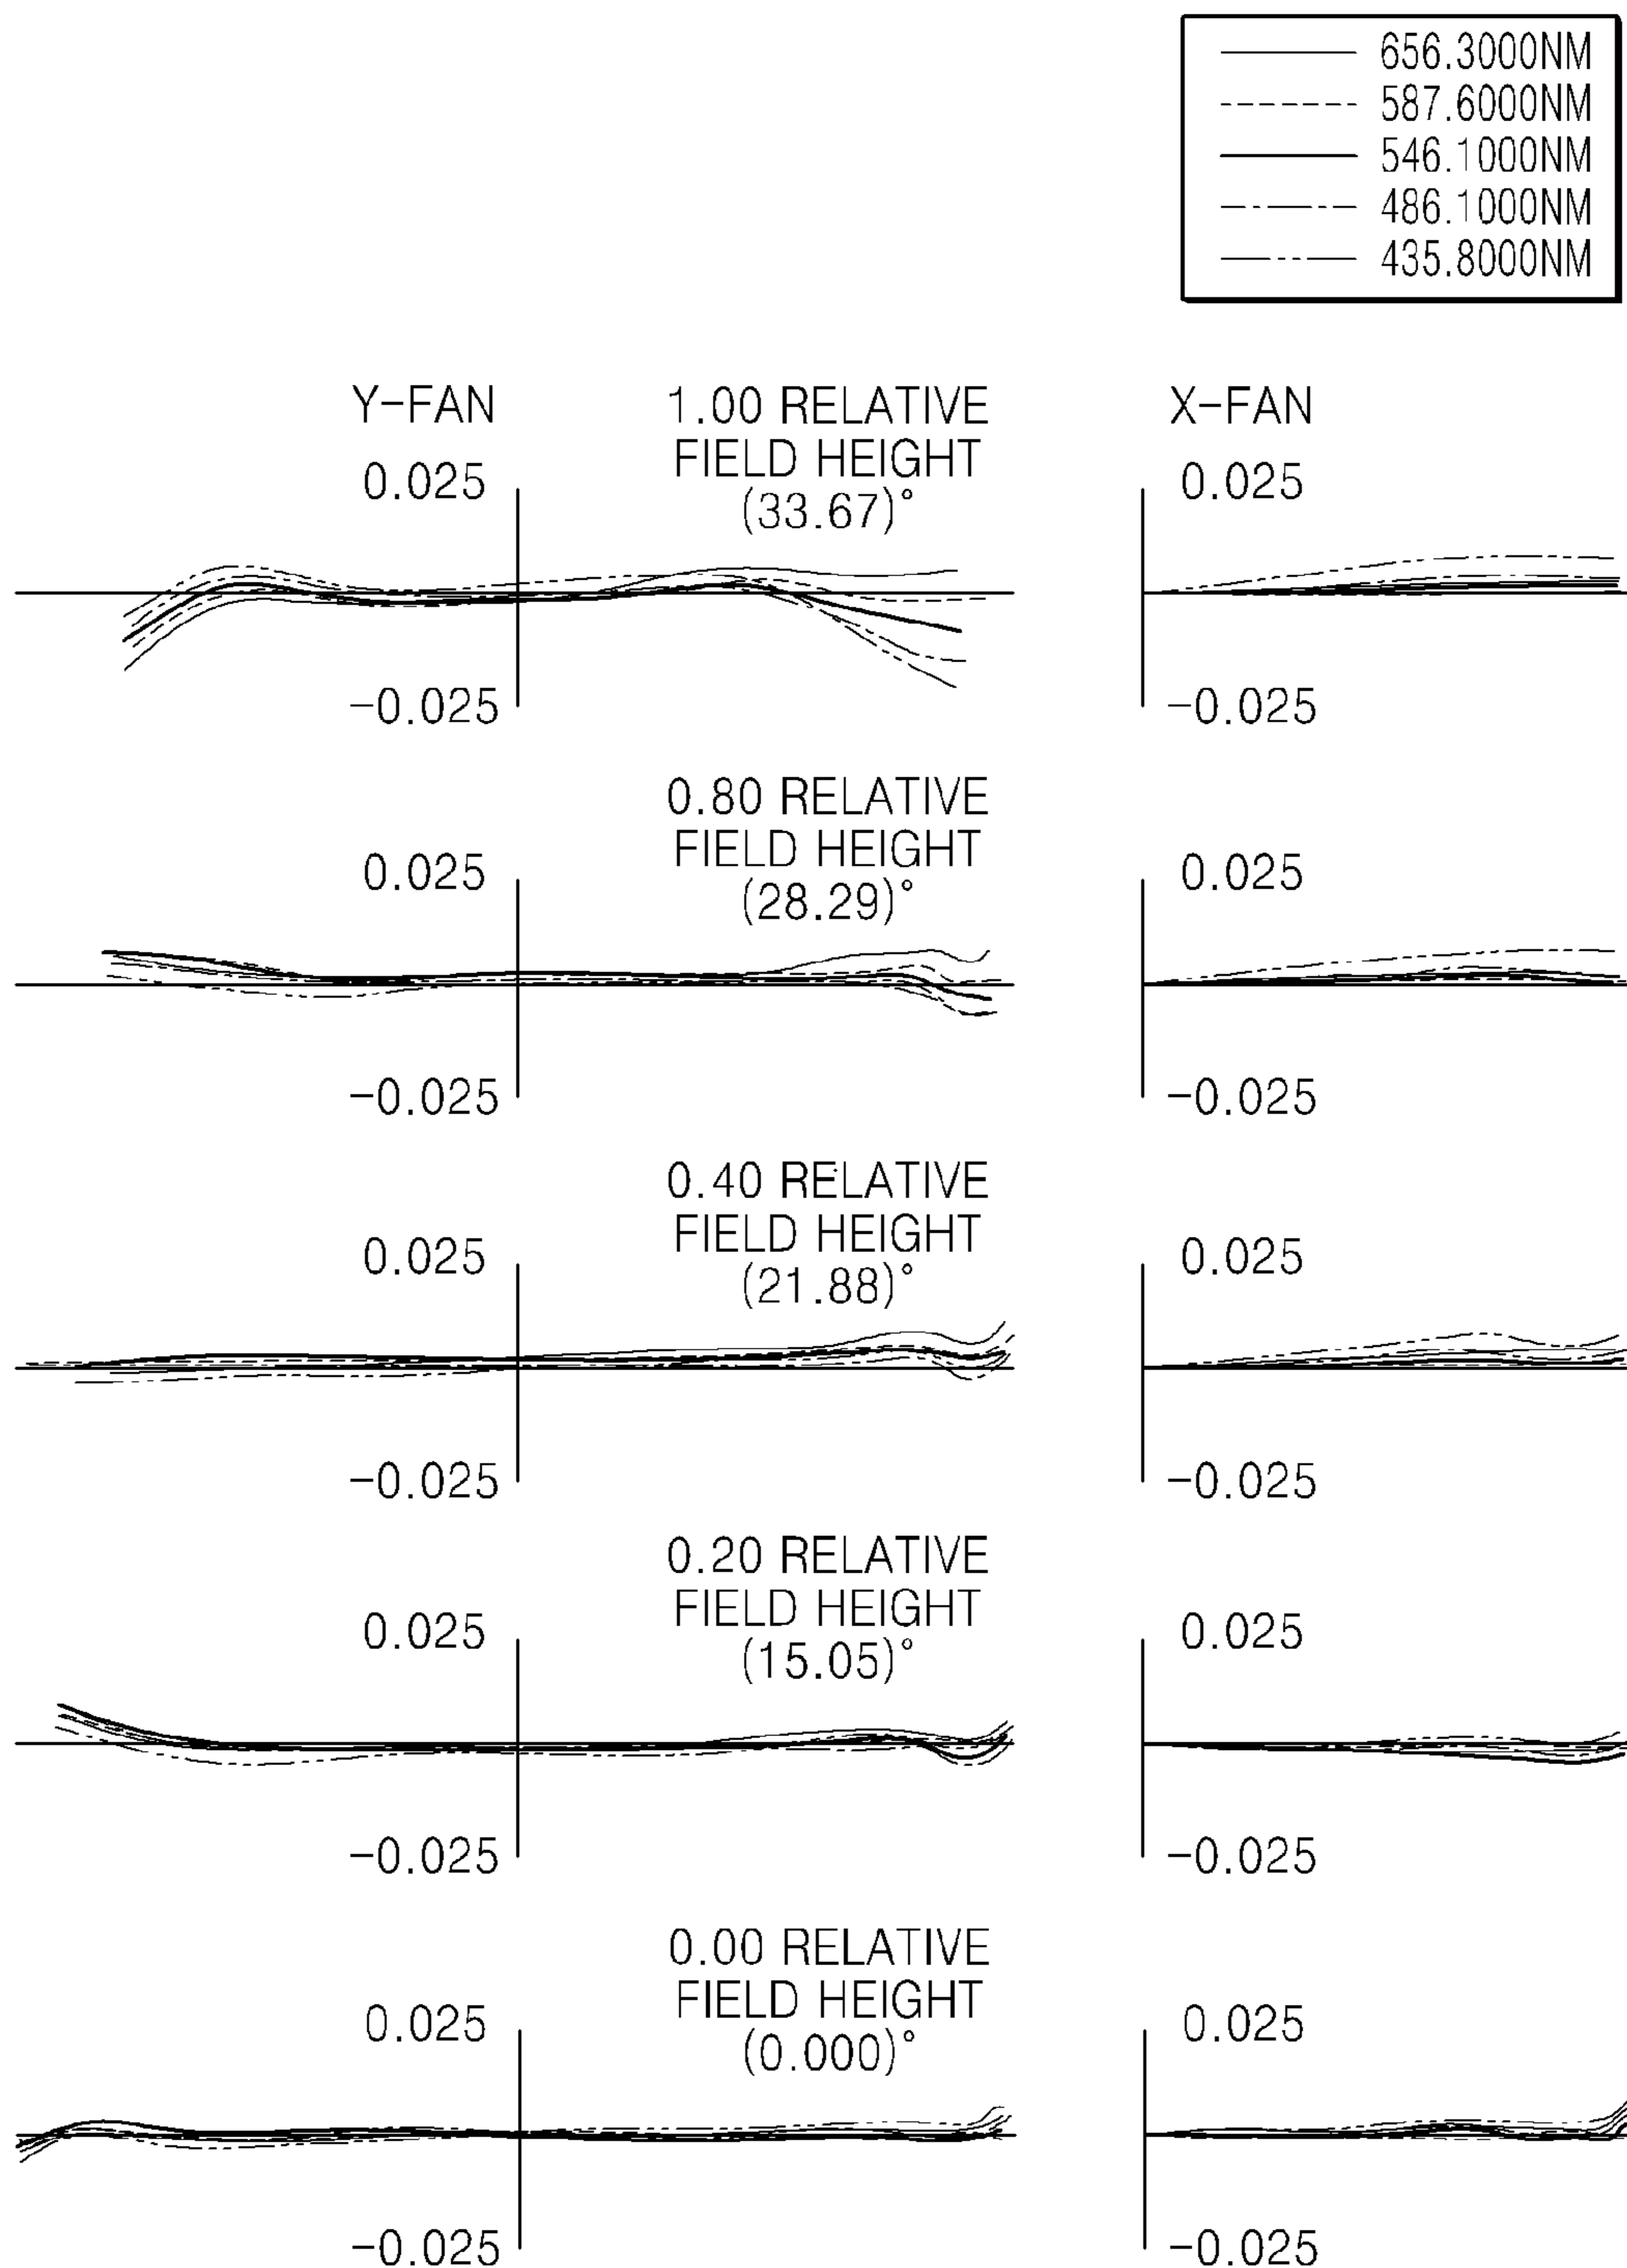 656.3000NM
587.6000NM
546.1000NM
486.1000NM
435.8000NM
Y-FAN
1.00 RELATIVE
FIELD HEIGHT
(33.67)°
X-FAN
0.025
0.025
-0.025
-0.025
0.80 RELATIVE
FIELD HEIGHT
(28.29)°
0.025
0.025
-0.025
-0.025
0.40 RELATIVE
FIELD HEIGHT
(21.88)°
0.025
0.025
-0.025
-0.025
0.20 RELATIVE
FIELD HEIGHT
(15.05)°
0.025
0.025
-0.025
-0.025
0.00 RELATIVE
FIELD HEIGHT
(0.000)°
0.025
0.025
-0.025
-0.025